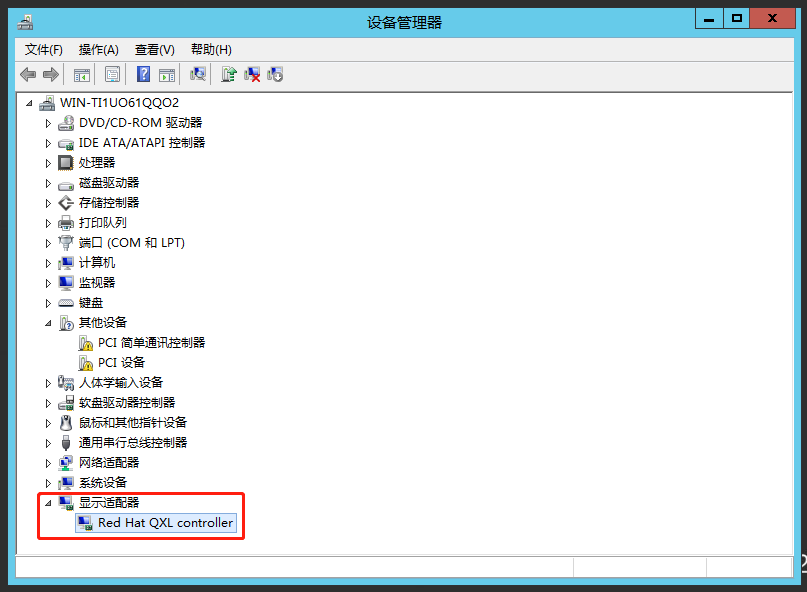 设备管理器
文件(F) 操作(A) 查看(V) 帮助(H)
WIN-TI1UO61QQO2
DVD/CD-ROM 驱动器
IDE ATA/ATAPI 控制器
处理器
磁盘驱动器
存储控制器
打印队列
端口 (COM 和 LPT)
计算机
监视器
键盘
其他设备
PCI 简单通讯控制器
PCI 设备
人体学输入设备
软盘驱动器控制器
鼠标和其他指针设备
通用串行总线控制器
网络适配器
系统设备
显示适配器
Red Hat QXL controller